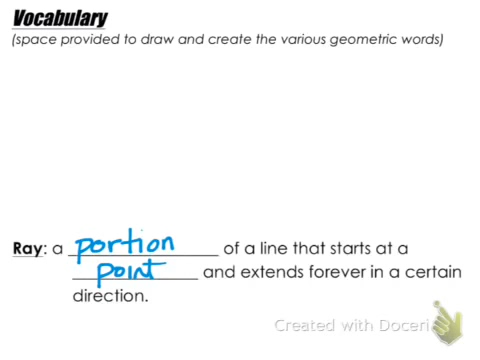 Vocabulary
(space provided to draw and create the various geometric words)
Ray: a portion of a line that starts at a
point and extends forever in a certain
direction.
Created with Doceri